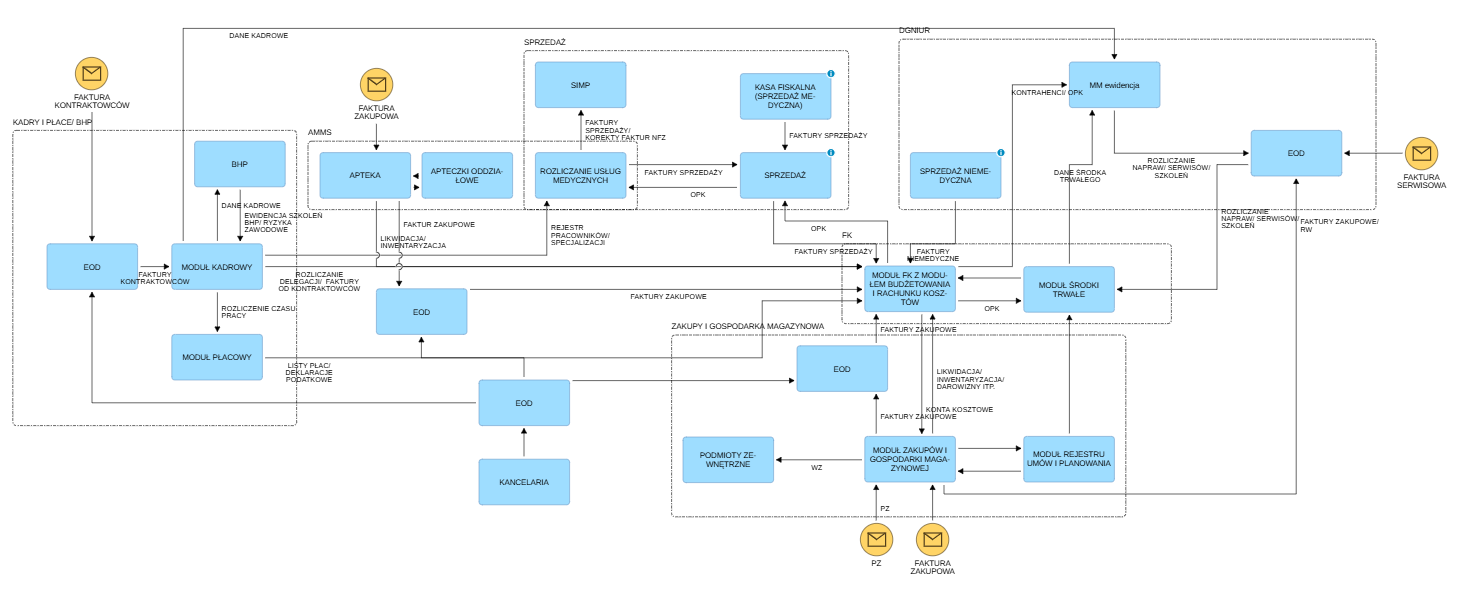 DGNIUR
DANE KADROWE
SPRZEDAŻ
SIMP
KASA FISKALNA
(SPRZEDAŻ ME-
DYCZNA)
MM ewidencja
KONTRAHENCI/ OPK
FAKTURA
KONTRAKTOWCÓW
FAKTURA
ZAKUPOWA
KADRY I PŁACE/ BHP
AMMS
FAKTURY
SPRZEDAŻY/
KOREKTY FAKTUR NFZ
FAKTURY SPRZEDAŻY
BHP
APTEKA
APTECZKI ODDZIA-
ŁOWE
ROZLICZANIE USŁUG
MEDYCZNYCH
FAKTURY SPRZEDAŻY
OPK
SPRZEDAŻ
SPRZEDAŻ NIEME-
DYCZNA
DANE ŚRODKA
TRWAŁEGO
ROZLICZANIE
NAPRAW/ SERWISÓW/
SZKOLEŃ
EOD
FAKTURA
SERWISOWA
DANE KADROWE
EWIDENCJA SZKOLEŃ
BHP/ RYZYKA
ZAWODOWE
FAKTUR ZAKUPOWE
LIKWIDACJA/
INWENTARYZACJA
REJESTR
PRACOWNIKÓW/
SPECJALIZACJI
OPK
FK
FAKTURY SPRZEDAŻY
FAKTURY
NIEMEDYCZNE
ROZLICZANIE
NAPRAW/ SERWISÓW/
SZKOLEŃ
FAKTURY ZAKUPOWE/
RW
EOD
FAKTURY
KONTRAKTOWCÓW
MODUŁ KADROWY
ROZLICZANIE
DELEGACJI/ FAKTURY
OD KONTRAKTOWCÓW
MODUŁ FK Z MODU-
ŁEM BUDŻETOWANIA
I RACHUNKU KOSZ-
TÓW
OPK
MODUŁ ŚRODKI
TRWAŁE
FAKTURY ZAKUPOWE
ROZLICZENIE CZASU
PRACY
EOD
ZAKUPY I GOSPODARKA MAGAZYNOWA
FAKTURY ZAKUPOWE
MODUŁ PŁACOWY
LISTY PŁAC/
DEKLARACJE
PODATKOWE
EOD
LIKWIDACJA/
INWENTARYZACJA/
DAROWIZNY ITP.
EOD
KONTA KOSZTOWE
FAKTURY ZAKUPOWE
PODMIOTY ZE-
WNĘTRZNE
WZ
MODUŁ ZAKUPÓW I
GOSPODARKI MAGA-
ZYNOWEJ
MODUŁ REJESTRU
UMÓW I PLANOWANIA
KANCELARIA
PZ
PZ
FAKTURA
ZAKUPOWA